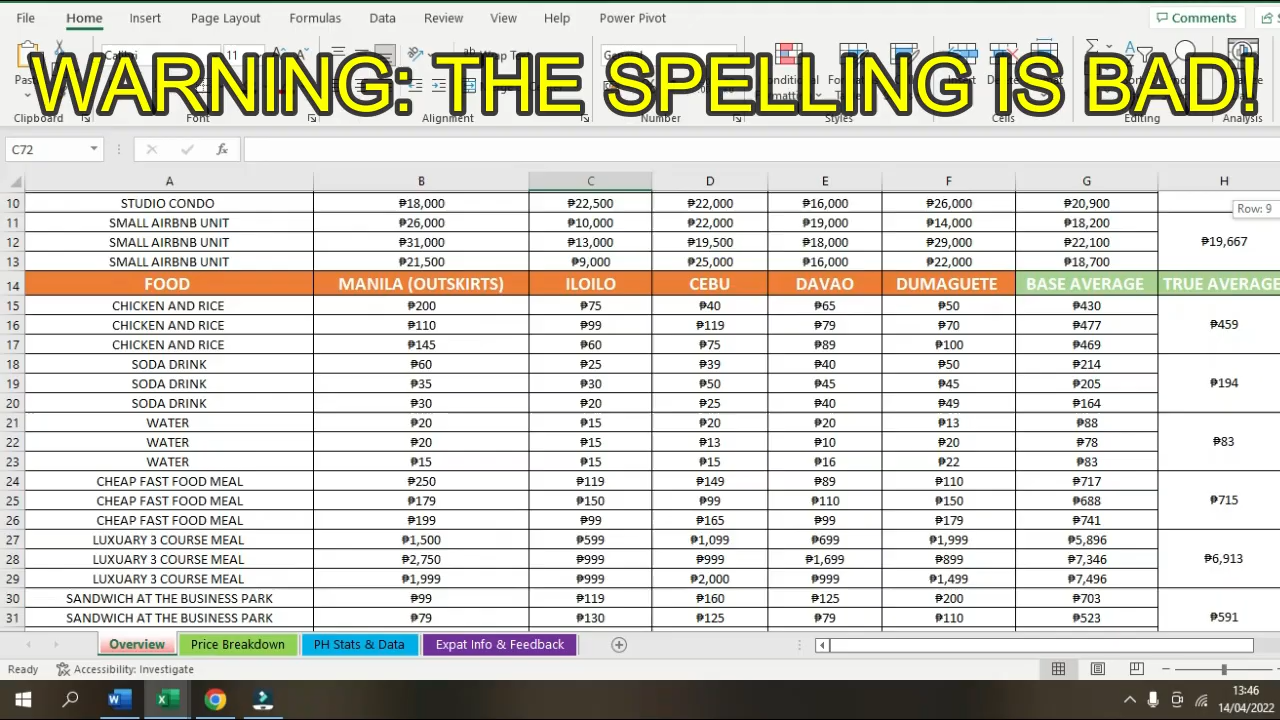 File Home Insert Page Layout Formulas Data Review View Help Power Pivot Comments
WARNING: THE SPELLING IS BAD!
Clipboard Font Alignment Number Styles Cells Editing Analysis
C72 fx
A B C D E F G H
10 STUDIO CONDO ₱18,000 ₱22,500 ₱22,000 ₱16,000 ₱26,000 ₱20,900
Row: 9
11 SMALL AIRBNB UNIT ₱26,000 ₱10,000 ₱22,000 ₱19,000 ₱14,000 ₱18,200
12 SMALL AIRBNB UNIT ₱31,000 ₱13,000 ₱19,500 ₱18,000 ₱29,000 ₱22,100 ₱19,667
13 SMALL AIRBNB UNIT ₱21,500 ₱9,000 ₱25,000 ₱16,000 ₱22,000 ₱18,700
14 FOOD MANILA (OUTSKIRTS) ILOILO CEBU DAVAO DUMAGUETE BASE AVERAGE TRUE AVERAGE
15 CHICKEN AND RICE ₱200 ₱75 ₱40 ₱65 ₱50 ₱430
16 CHICKEN AND RICE ₱110 ₱99 ₱119 ₱79 ₱70 ₱477 ₱459
17 CHICKEN AND RICE ₱145 ₱60 ₱75 ₱89 ₱100 ₱469
18 SODA DRINK ₱60 ₱25 ₱39 ₱40 ₱50 ₱214
19 SODA DRINK ₱35 ₱30 ₱50 ₱45 ₱45 ₱205 ₱194
20 SODA DRINK ₱30 ₱20 ₱25 ₱40 ₱49 ₱164
21 WATER ₱20 ₱15 ₱20 ₱20 ₱13 ₱88
22 WATER ₱20 ₱15 ₱13 ₱10 ₱20 ₱78 ₱83
23 WATER ₱15 ₱15 ₱15 ₱16 ₱22 ₱83
24 CHEAP FAST FOOD MEAL ₱250 ₱119 ₱149 ₱89 ₱110 ₱717
25 CHEAP FAST FOOD MEAL ₱179 ₱150 ₱99 ₱110 ₱150 ₱688 ₱715
26 CHEAP FAST FOOD MEAL ₱199 ₱99 ₱165 ₱99 ₱179 ₱741
27 LUXUARY 3 COURSE MEAL ₱1,500 ₱599 ₱1,099 ₱699 ₱1,999 ₱5,896
28 LUXUARY 3 COURSE MEAL ₱2,750 ₱999 ₱999 ₱1,699 ₱899 ₱7,346 ₱6,913
29 LUXUARY 3 COURSE MEAL ₱1,999 ₱999 ₱2,000 ₱999 ₱1,499 ₱7,496
30 SANDWICH AT THE BUSINESS PARK ₱99 ₱119 ₱160 ₱125 ₱200 ₱703
31 SANDWICH AT THE BUSINESS PARK ₱79 ₱130 ₱125 ₱79 ₱110 ₱523 ₱591
Overview Price Breakdown PH Stats & Data Expat Info & Feedback
Ready Accessibility: Investigate
13:46
14/04/2022